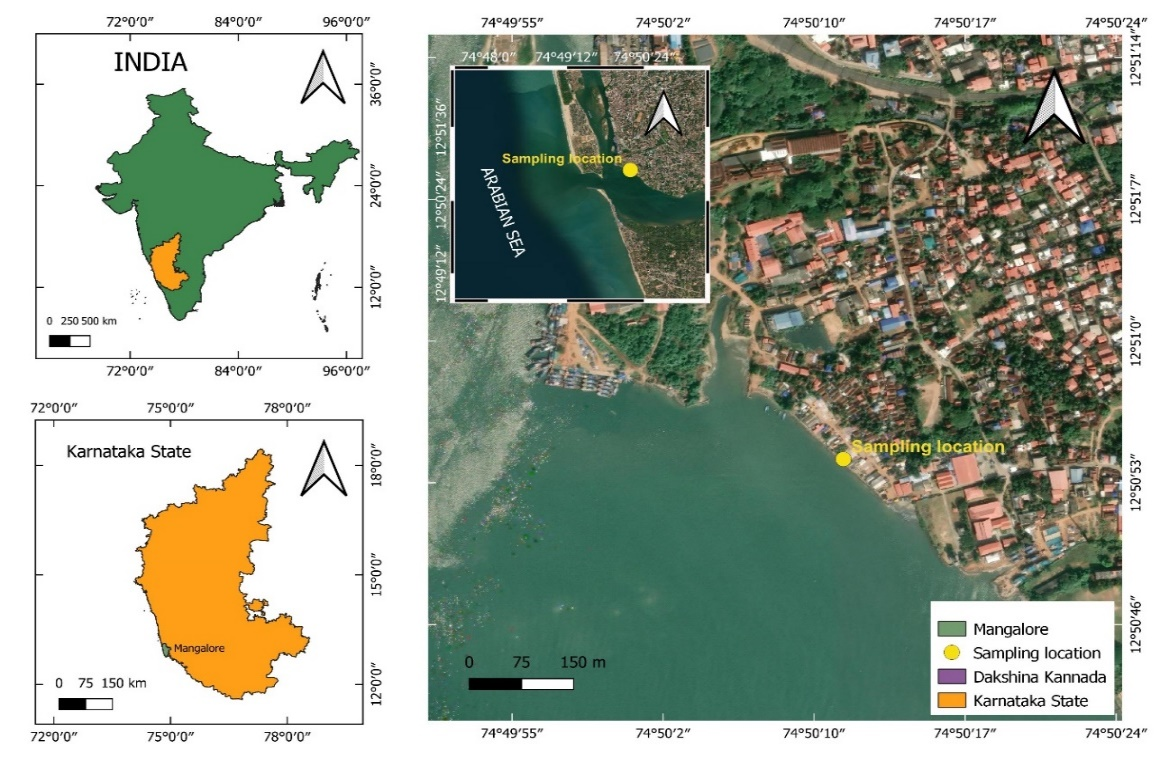 72°0′0″ 84°0′0″ 96°0′0″
INDIA
36°0′0″
24°0′0″
12°0′0″
0 250 500 km
72°0′0″ 84°0′0″ 96°0′0″
72°0′0″ 75°0′0″ 78°0′0″
Karnataka State
18°0′0″
15°0′0″
12°0′0″
Mangalore
0 75 150 km
72°0′0″ 75°0′0″ 78°0′0″
74°49′55″ 74°50′2″ 74°50′10″ 74°50′17″ 74°50′24″
12°51′14″
12°51′7″
12°51′0″
12°50′53″
12°50′46″
74°48′0″ 74°49′12″ 74°50′24″
12°51′36″
12°50′24″
12°49′12″
Sampling location
ARABIAN SEA
Sampling location
0 75 150 m
Mangalore
Sampling location
Dakshina Kannada
Karnataka State
74°49′55″ 74°50′2″ 74°50′10″ 74°50′17″ 74°50′24″